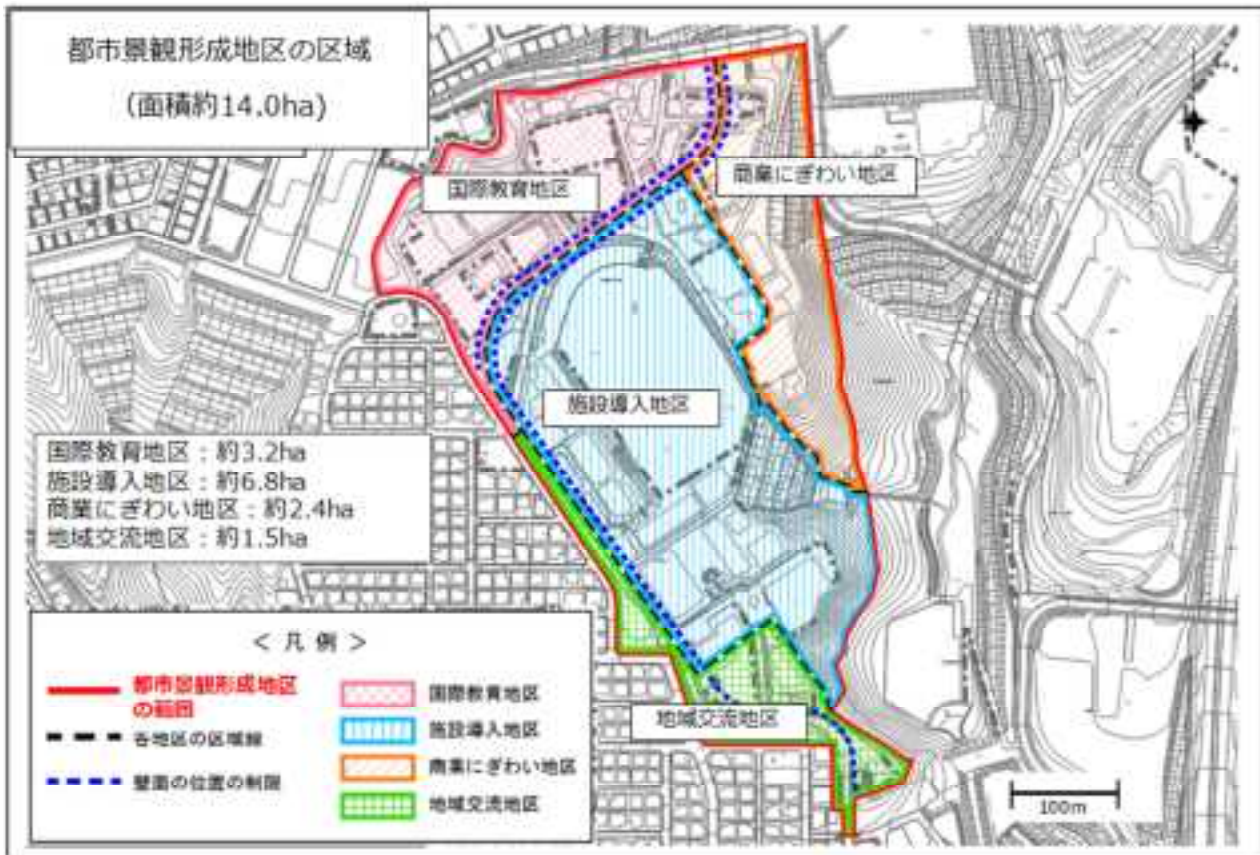 都市景観形成地区の区域
(面積約14.0ha)
国際教育地区
商業にぎわい地区
施設導入地区
国際教育地区：約3.2ha
施設導入地区：約6.8ha
商業にぎわい地区：約2.4ha
地域交流地区：約1.5ha
地域交流地区
＜ 凡 例 ＞
都市景観形成地区
の範囲
各地区の区域線
壁面の位置の制限
国際教育地区
施設導入地区
商業にぎわい地区
地域交流地区
100m